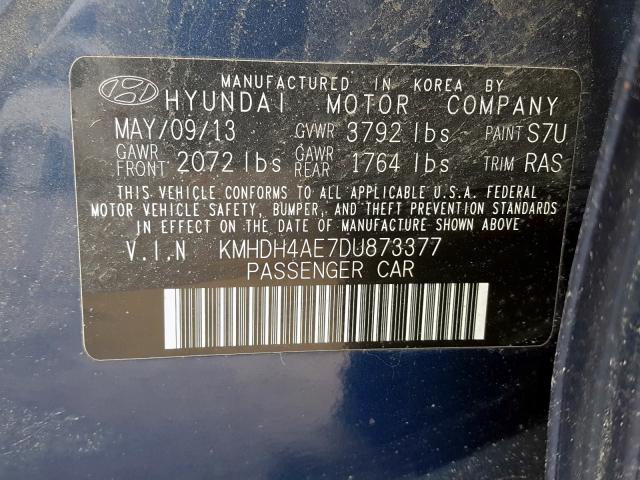 MANUFACTURED IN KOREA BY
HYUNDAI MOTOR COMPANY
MAY/09/13 GVWR 3792 lbs PAINT S7U
GAWR FRONT 2072 lbs GAWR REAR 1764 lbs TRIM RAS
THIS VEHICLE CONFORMS TO ALL APPLICABLE U.S.A. FEDERAL
MOTOR VEHICLE SAFETY, BUMPER, AND THEFT PREVENTION STANDARDS
IN EFFECT ON THE DATE OF MANUFACTURE SHOWN ABOVE.
V.I.N KMHDH4AE7DU873377
PASSENGER CAR